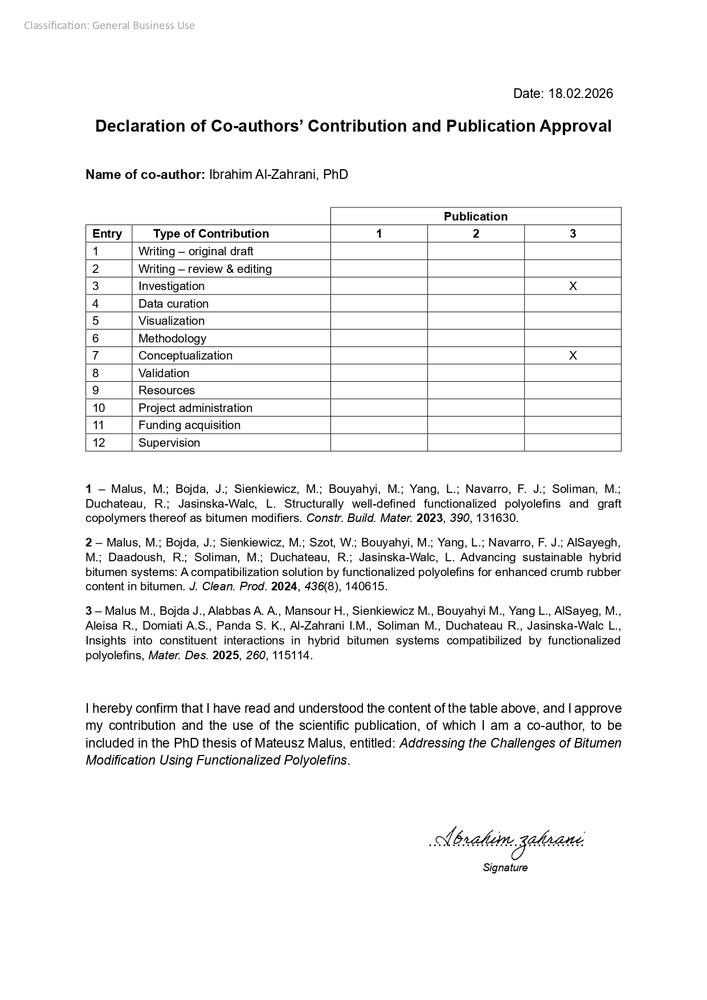 Classification: General Business Use
Date: 18.02.2026
Declaration of Co-authors’ Contribution and Publication Approval
Name of co-author: Ibrahim Al-Zahrani, PhD
Publication
Entry Type of Contribution 1 2 3
1 Writing – original draft
2 Writing – review & editing
3 Investigation X
4 Data curation
5 Visualization
6 Methodology
7 Conceptualization X
8 Validation
9 Resources
10 Project administration
11 Funding acquisition
12 Supervision
1 – Malus, M.; Bojda, J.; Sienkiewicz, M.; Bouyahyi, M.; Yang, L.; Navarro, F. J.; Soliman, M.;
Duchateau, R.; Jasinska-Walc, L. Structurally well-defined functionalized polyolefins and graft
copolymers thereof as bitumen modifiers. Constr. Build. Mater. 2023, 390, 131630.
2 – Malus, M.; Bojda, J.; Sienkiewicz, M.; Szot, W.; Bouyahyi, M.; Yang, L.; Navarro, F. J.; AlSayegh,
M.; Daadoush, R.; Soliman, M.; Duchateau, R.; Jasinska-Walc, L. Advancing sustainable hybrid
bitumen systems: A compatibilization solution by functionalized polyolefins for enhanced crumb rubber
content in bitumen. J. Clean. Prod. 2024, 436(8), 140615.
3 – Malus M., Bojda J., Alabbas A. A., Mansour H., Sienkiewicz M., Bouyahyi M., Yang L., AlSayeg, M.,
Aleisa R., Domiati A.S., Panda S. K., Al-Zahrani I.M., Soliman M., Duchateau R., Jasinska-Walc L.,
Insights into constituent interactions in hybrid bitumen systems compatibilized by functionalized
polyolefins, Mater. Des. 2025, 260, 115114.
I hereby confirm that I have read and understood the content of the table above, and I approve
my contribution and the use of the scientific publication, of which I am a co-author, to be
included in the PhD thesis of Mateusz Malus, entitled: Addressing the Challenges of Bitumen
Modification Using Functionalized Polyolefins.
Ibrahim zahrani
Signature